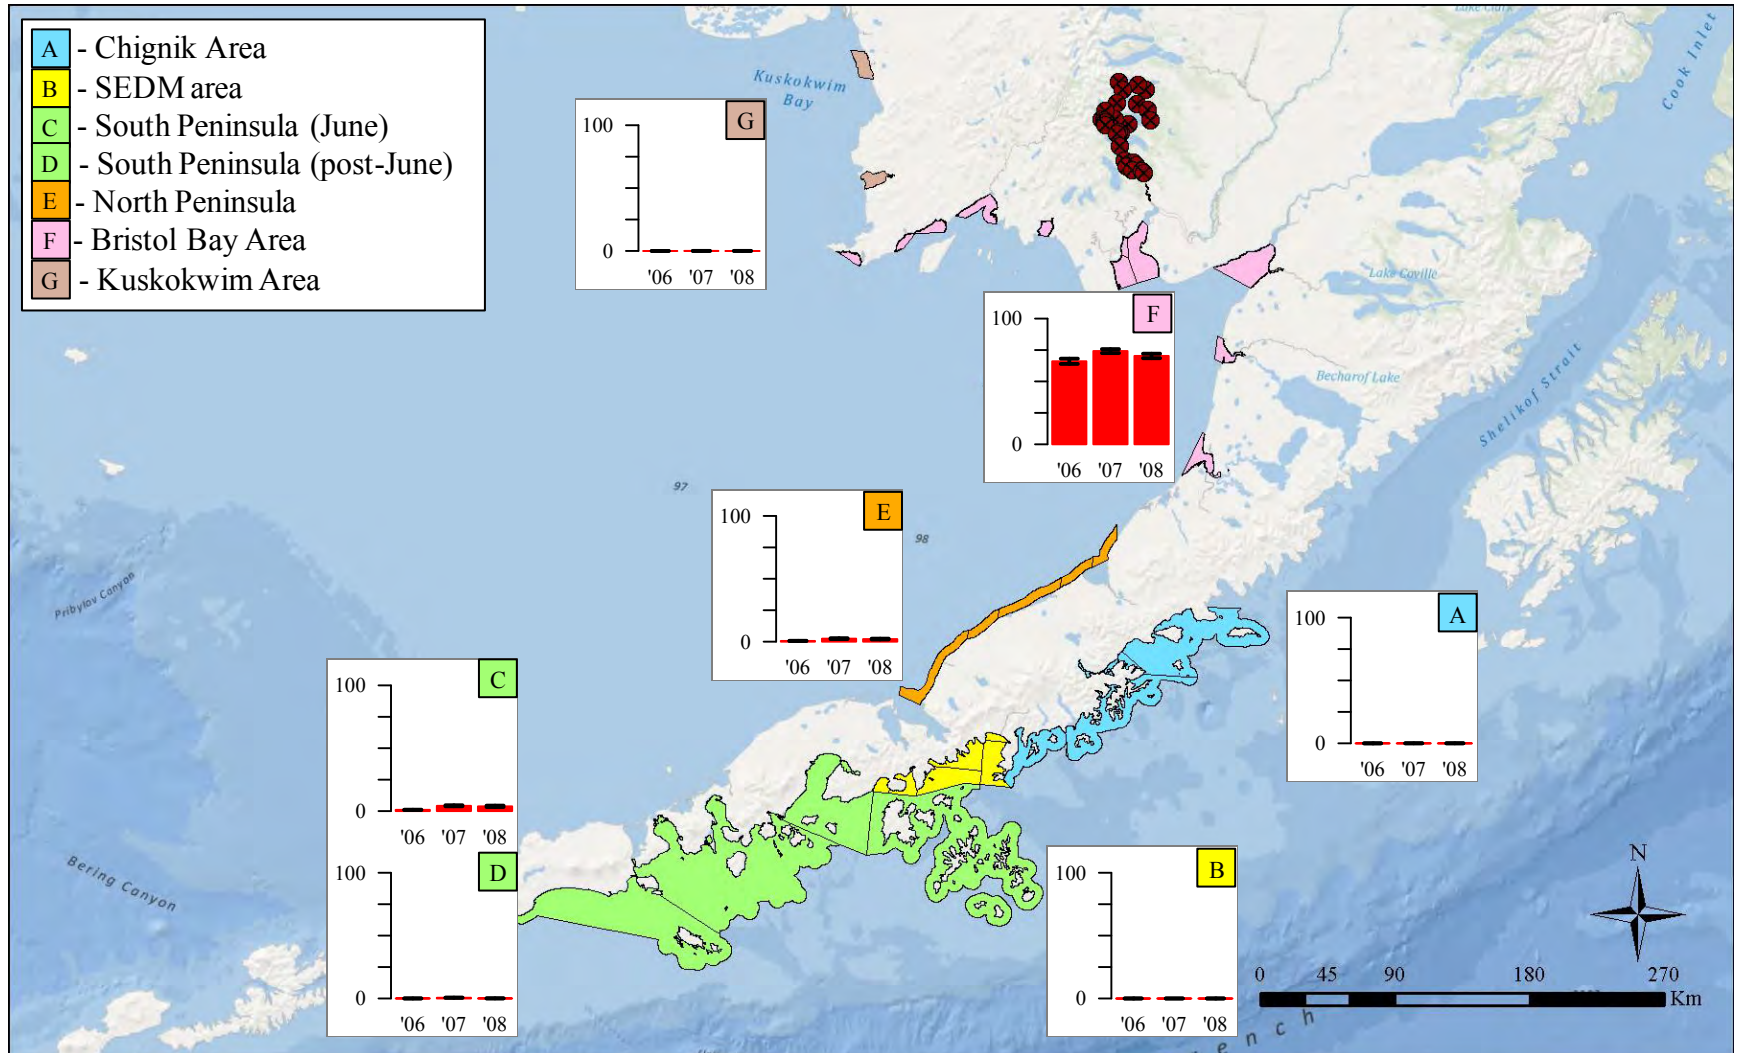 A - Chignik Area
B - SEDM area
C - South Peninsula (June)
D - South Peninsula (post-June)
E - North Peninsula
F - Bristol Bay Area
G - Kuskokwim Area
Lake Clark
Cook Inlet
Kuskokwim
Bay
G
100
0
'06 '07 '08
Lake Coville
F
100
0
'06 '07 '08
Becharof Lake
Shelikof Strait
97
98
E
100
0
'06 '07 '08
Pribylov Canyon
A
100
0
'06 '07 '08
C
100
0
'06 '07 '08
Bering Canyon
D
100
0
'06 '07 '08
B
100
0
'06 '07 '08
N
0 45 90 180 270
Km
ench